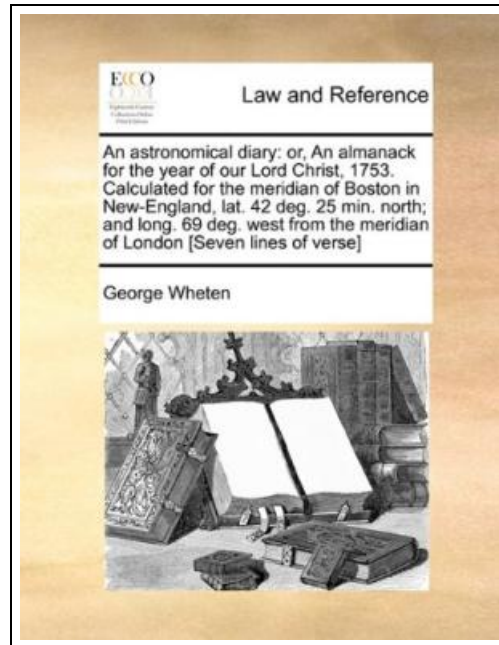 ECCO
Law and Reference
An astronomical diary: or, An almanack
for the year of our Lord Christ, 1753.
Calculated for the meridian of Boston in
New-England, lat. 42 deg. 25 min. north;
and long. 69 deg. west from the meridian
of London [Seven lines of verse]
George Wheten